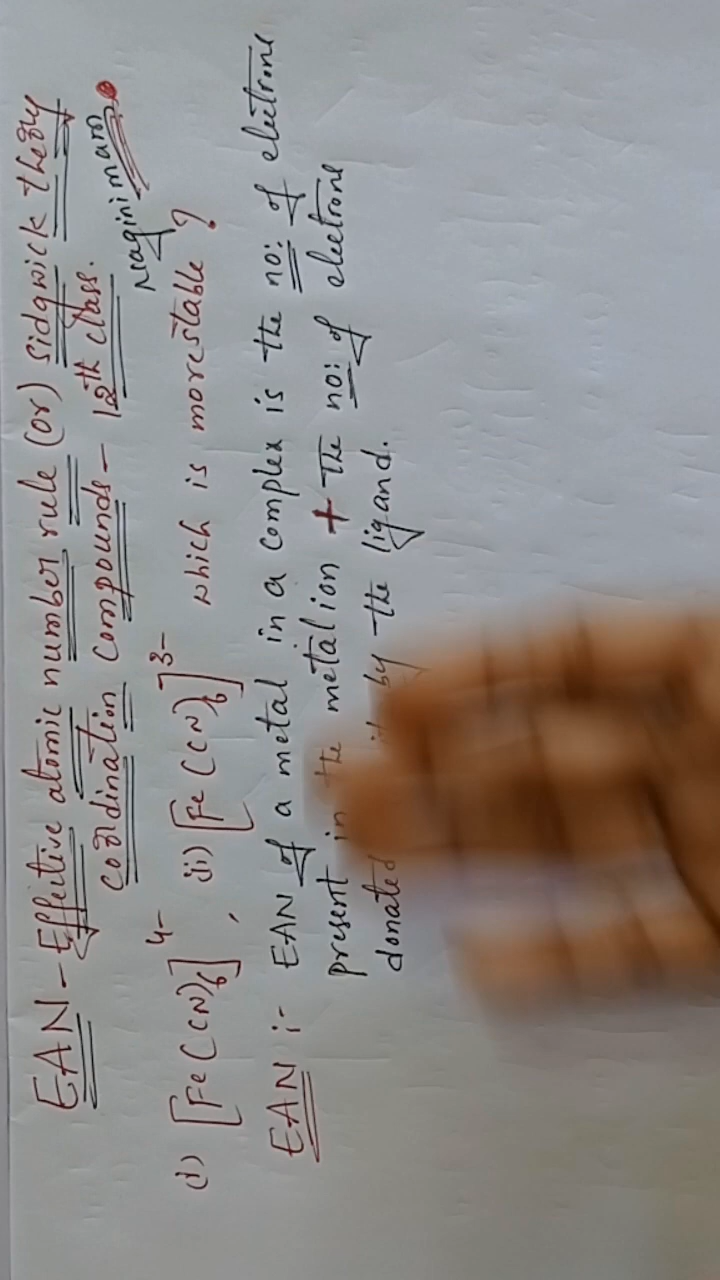 EAN - Effective atomic number rule (or) Sidgwick theory
coordination compounds - 12th class.
(i) [Fe(CN)6]4- , (ii) [Fe(CN)6]3- which is more stable ?
EAN :- EAN of a metal in a complex is the no: of electrons
present in the metal ion + the no: of electrons
donated by the ligand.